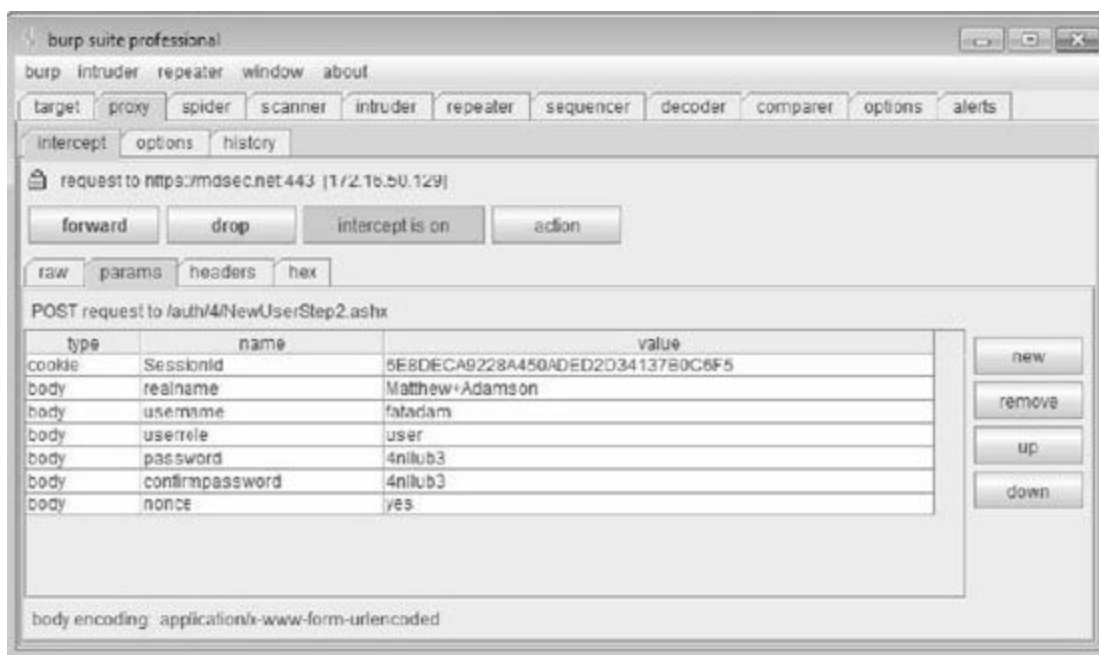 burp suite professional
burp intruder repeater window about
target proxy spider scanner intruder repeater sequencer decoder comparer options alerts
intercept options history
request to https://mdsec.net:443 [172.16.50.129]
forward drop intercept is on action
raw params headers hex
POST request to /auth/4/NewUserStep2.ashx
type name value
cookie SessionId
body realname Matthew+Adamson
body username fatadam
body userrole user
body password
body confirmpassword
body nonce yes
new
remove
up
down
body encoding: application/x-www-form-urlencoded